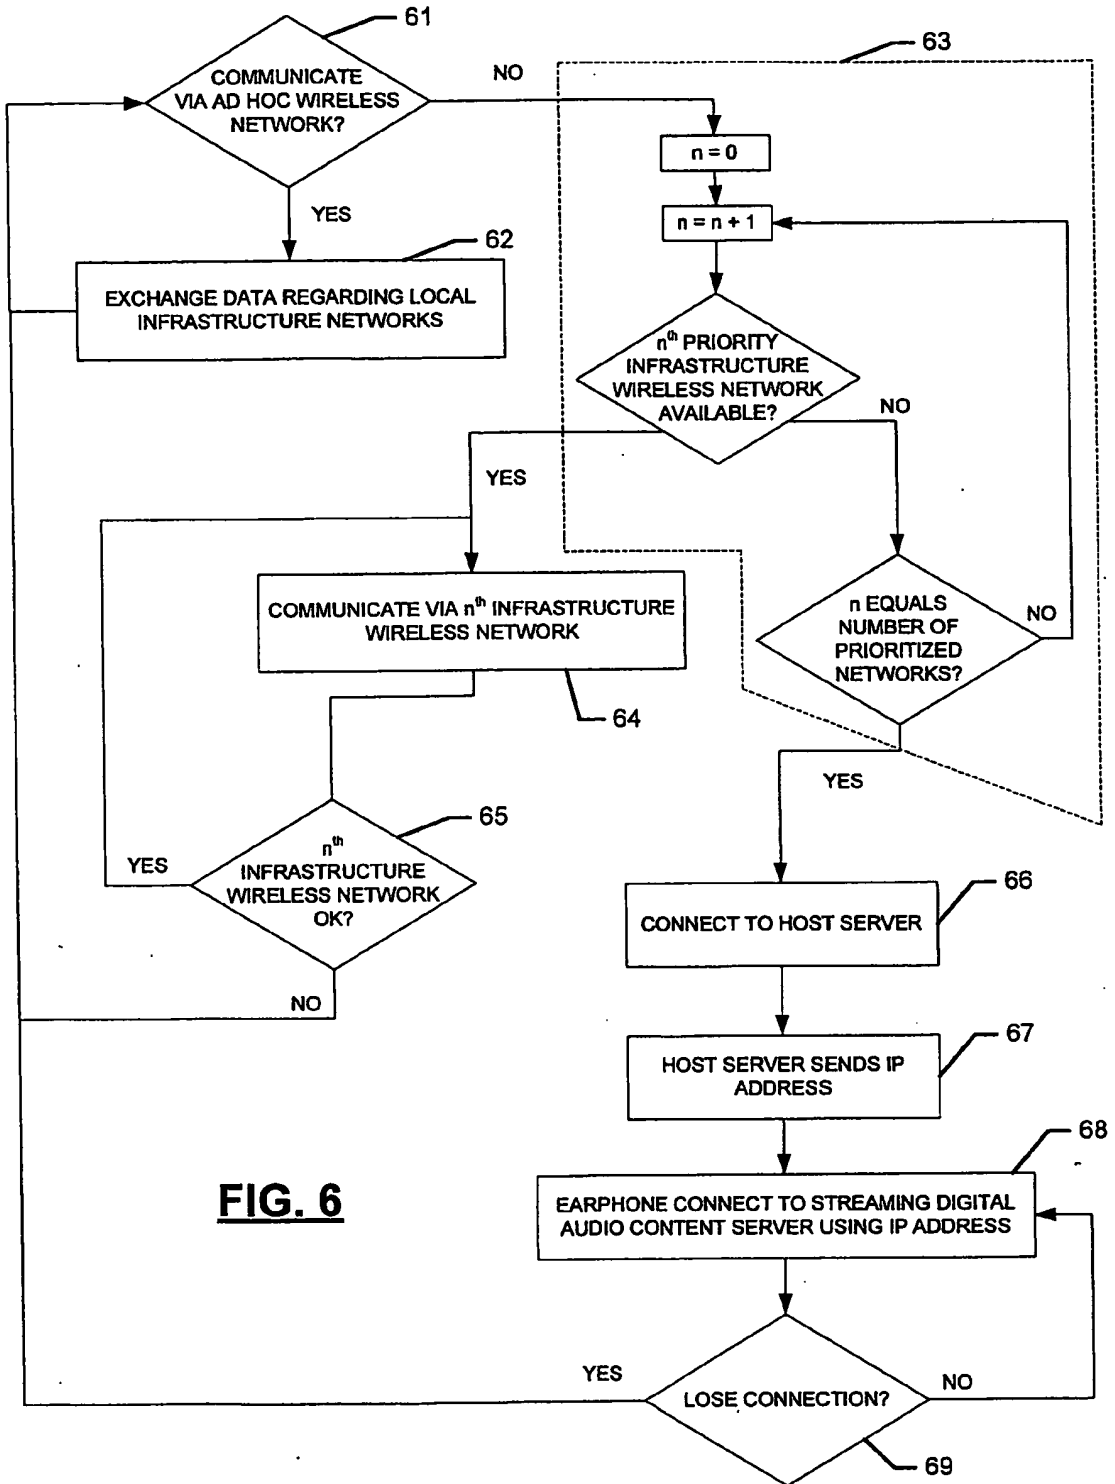 61
COMMUNICATE
VIA AD HOC WIRELESS
NETWORK?
NO
63
n = 0
YES
n = n + 1
62
EXCHANGE DATA REGARDING LOCAL
INFRASTRUCTURE NETWORKS
nth PRIORITY
INFRASTRUCTURE
WIRELESS NETWORK
AVAILABLE?
NO
YES
COMMUNICATE VIA nth INFRASTRUCTURE
WIRELESS NETWORK
64
n EQUALS
NUMBER OF
PRIORITIZED
NETWORKS?
NO
YES
65
nth
INFRASTRUCTURE
WIRELESS NETWORK
OK?
YES
NO
66
CONNECT TO HOST SERVER
67
HOST SERVER SENDS IP
ADDRESS
68
EARPHONE CONNECT TO STREAMING DIGITAL
AUDIO CONTENT SERVER USING IP ADDRESS
FIG. 6
YES
LOSE CONNECTION?
NO
69